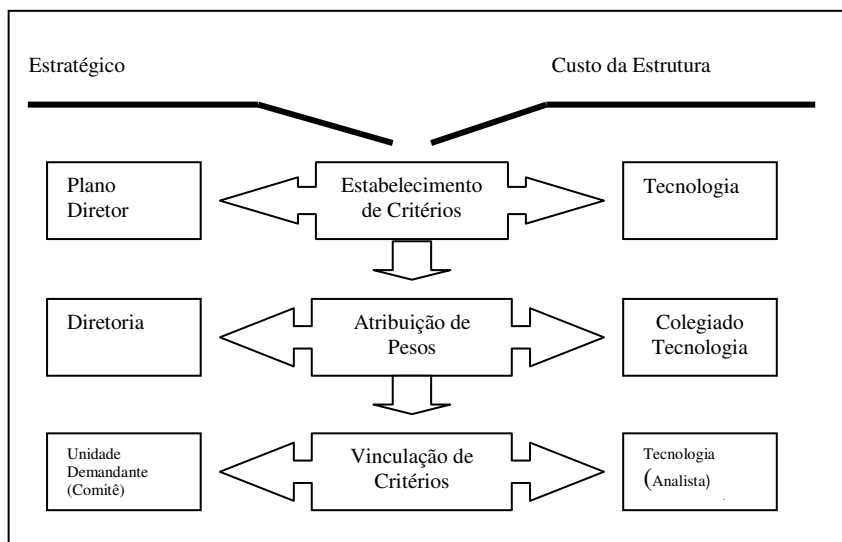 Estratégico
Custo da Estrutura
Plano
Diretor
Estabelecimento
de Critérios
Tecnologia
Diretoria
Atribuição de
Pesos
Colegiado
Tecnologia
Unidade
Demandante
(Comitê)
Vinculação de
Critérios
Tecnologia
(Analista)